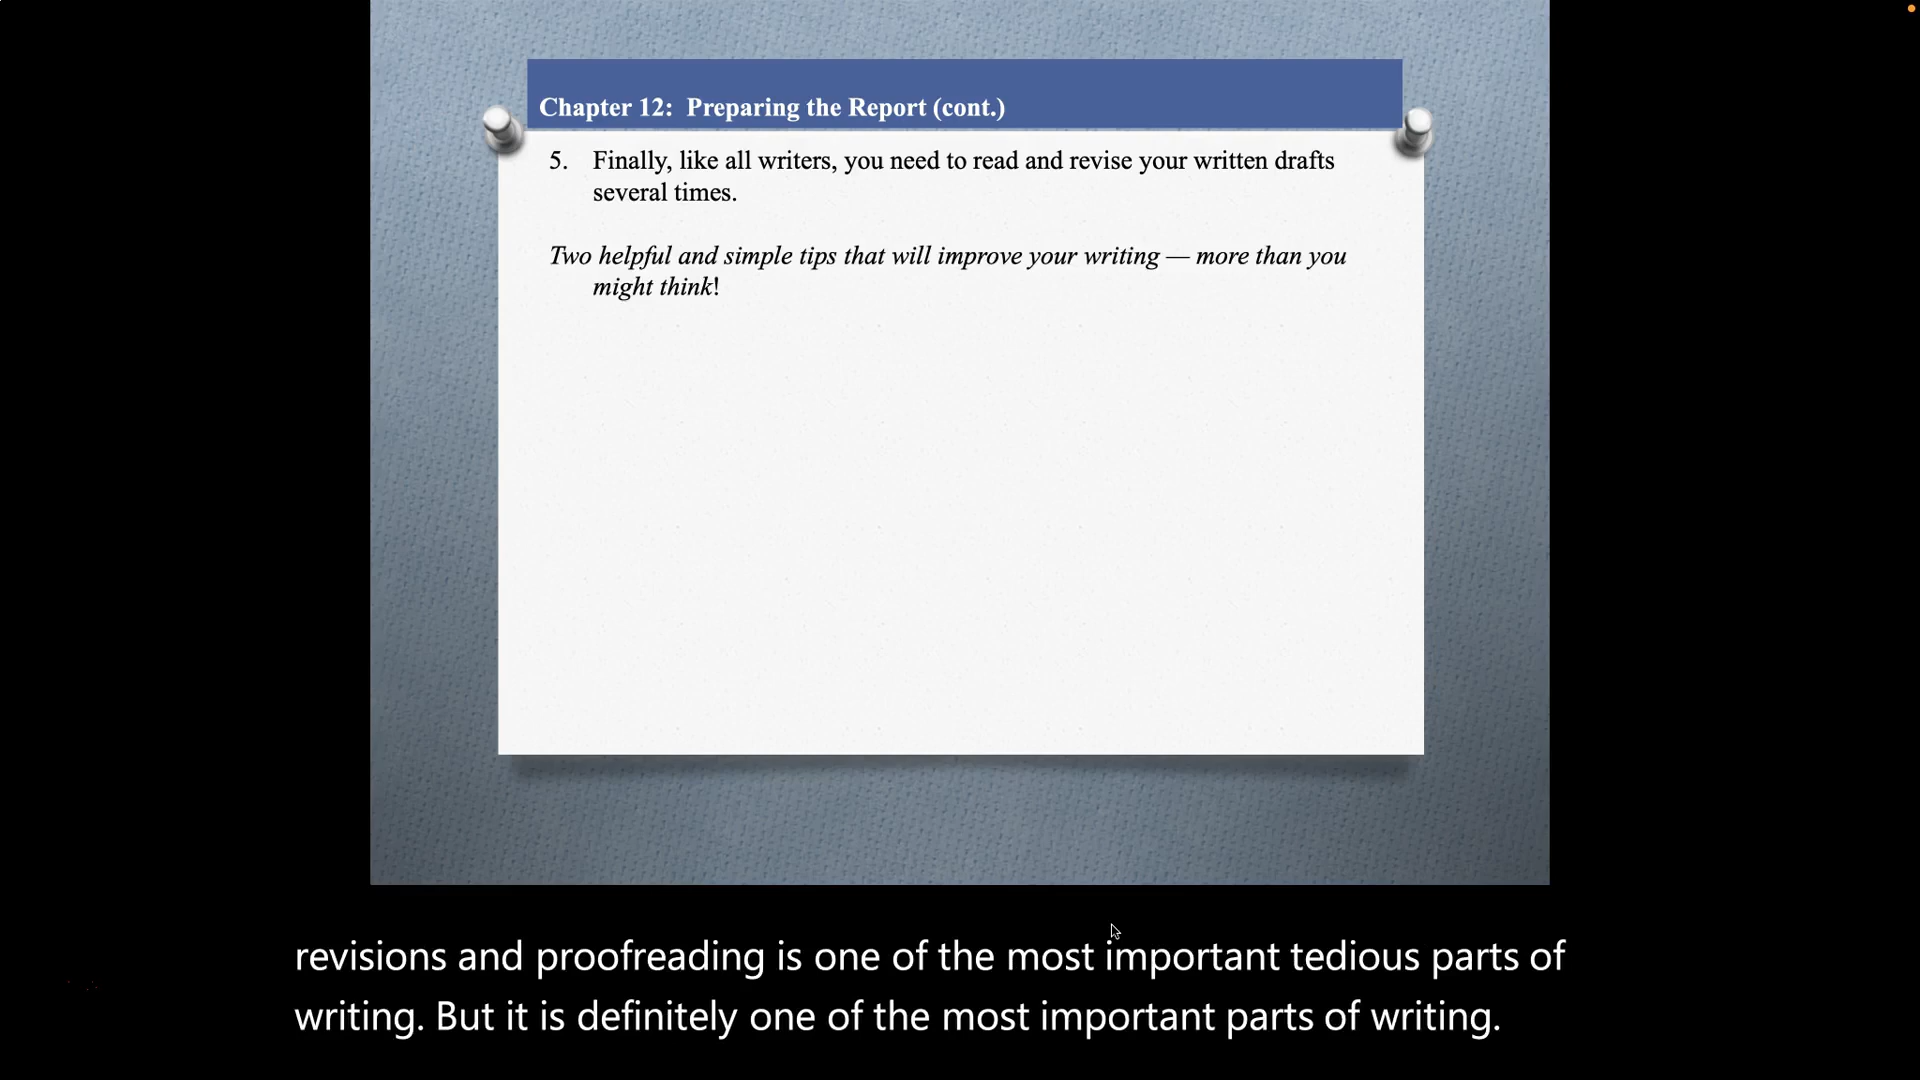 Chapter 12:  Preparing the Report (cont.)
5. Finally, like all writers, you need to read and revise your written drafts
several times.
Two helpful and simple tips that will improve your writing — more than you
might think!
revisions and proofreading is one of the most important tedious parts of
writing. But it is definitely one of the most important parts of writing.